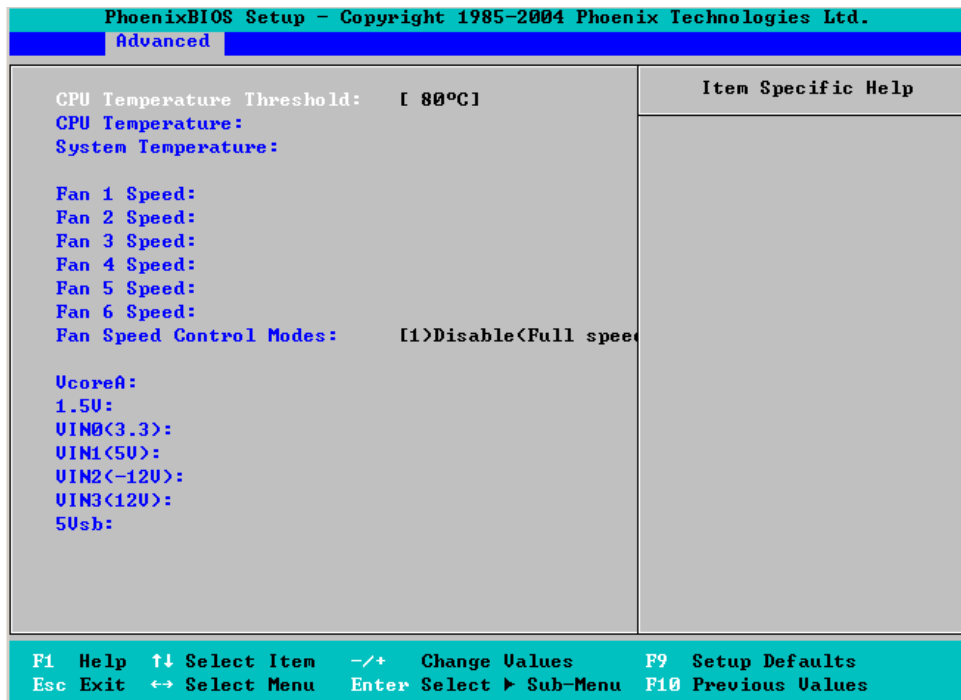 PhoenixBIOS Setup - Copyright 1985-2004 Phoenix Technologies Ltd.
Advanced
CPU Temperature Threshold: [ 80ºC]
CPU Temperature:
System Temperature:
Fan 1 Speed:
Fan 2 Speed:
Fan 3 Speed:
Fan 4 Speed:
Fan 5 Speed:
Fan 6 Speed:
Fan Speed Control Modes: [1)Disable(Full speed
VcoreA:
1.5V:
VIN0(3.3):
VIN1(5V):
VIN2(-12V):
VIN3(12V):
5Vsb:
Item Specific Help
F1 Help ↑↓ Select Item -/+ Change Values F9 Setup Defaults
Esc Exit ↔ Select Menu Enter Select ▶ Sub-Menu F10 Previous Values